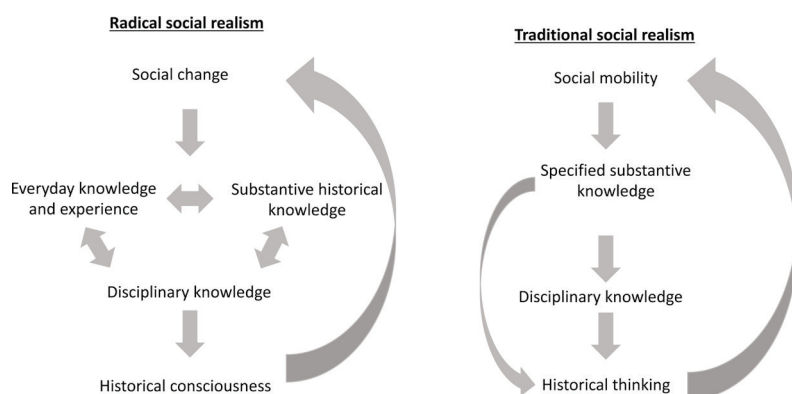 Radical social realism
Social change
Everyday knowledge
and experience
Substantive historical
knowledge
Disciplinary knowledge
Historical consciousness
Traditional social realism
Social mobility
Specified substantive
knowledge
Disciplinary knowledge
Historical thinking